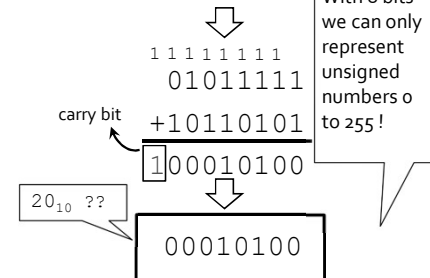 With 8 bits
we can only
represent
unsigned
numbers 0
to 255 !
1 1 1 1 1 1 1 1
01011111
carry bit
+10110101
100010100
20₁₀ ??
00010100